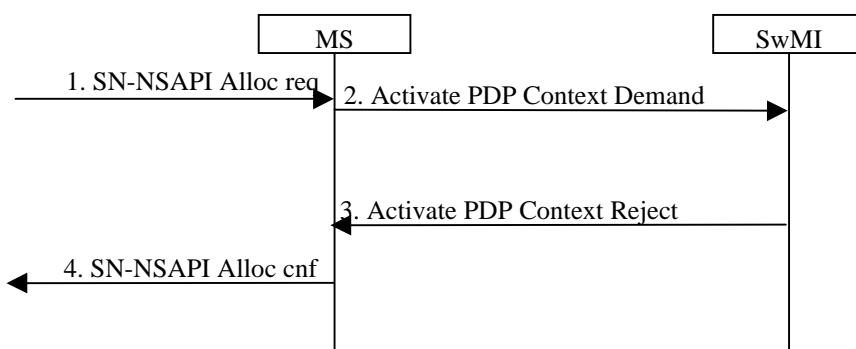 MS
SwMI
1. SN-NSAPI Alloc req
2. Activate PDP Context Demand
3. Activate PDP Context Reject
4. SN-NSAPI Alloc cnf